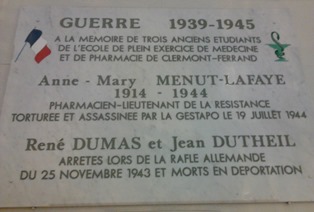 GUERRE 1939-1945
A LA MEMOIRE DE TROIS ANCIENS ETUDIANTS
DE L'ECOLE DE PLEIN EXERCICE DE MEDECINE
ET DE PHARMACIE DE CLERMONT-FERRAND
Anne - Mary MENUT-LAFAYE
1914 - 1944
PHARMACIEN-LIEUTENANT DE LA RESISTANCE
TORTUREE ET ASSASSINEE PAR LA GESTAPO LE 19 JUILLET 1944
René DUMAS et Jean DUTHEIL
ARRETES LORS DE LA RAFLE ALLEMANDE
DU 25 NOVEMBRE 1943 ET MORTS EN DEPORTATION